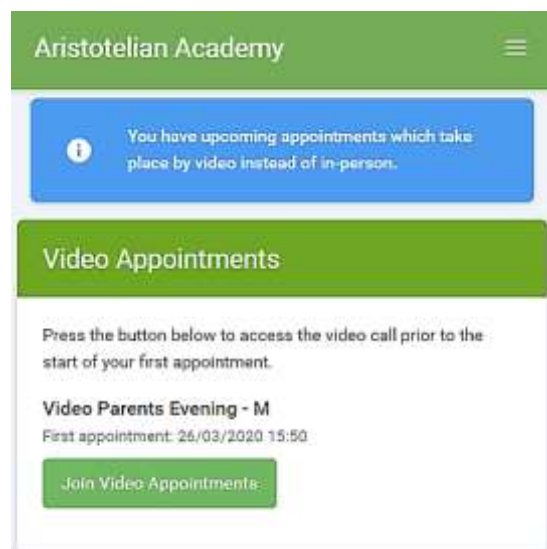 Aristotelian Academy
You have upcoming appointments which take
place by video instead of in-person.
Video Appointments
Press the button below to access the video call prior to the
start of your first appointment.
Video Parents Evening - M
First appointment: 26/03/2020 15:50
Join Video Appointments